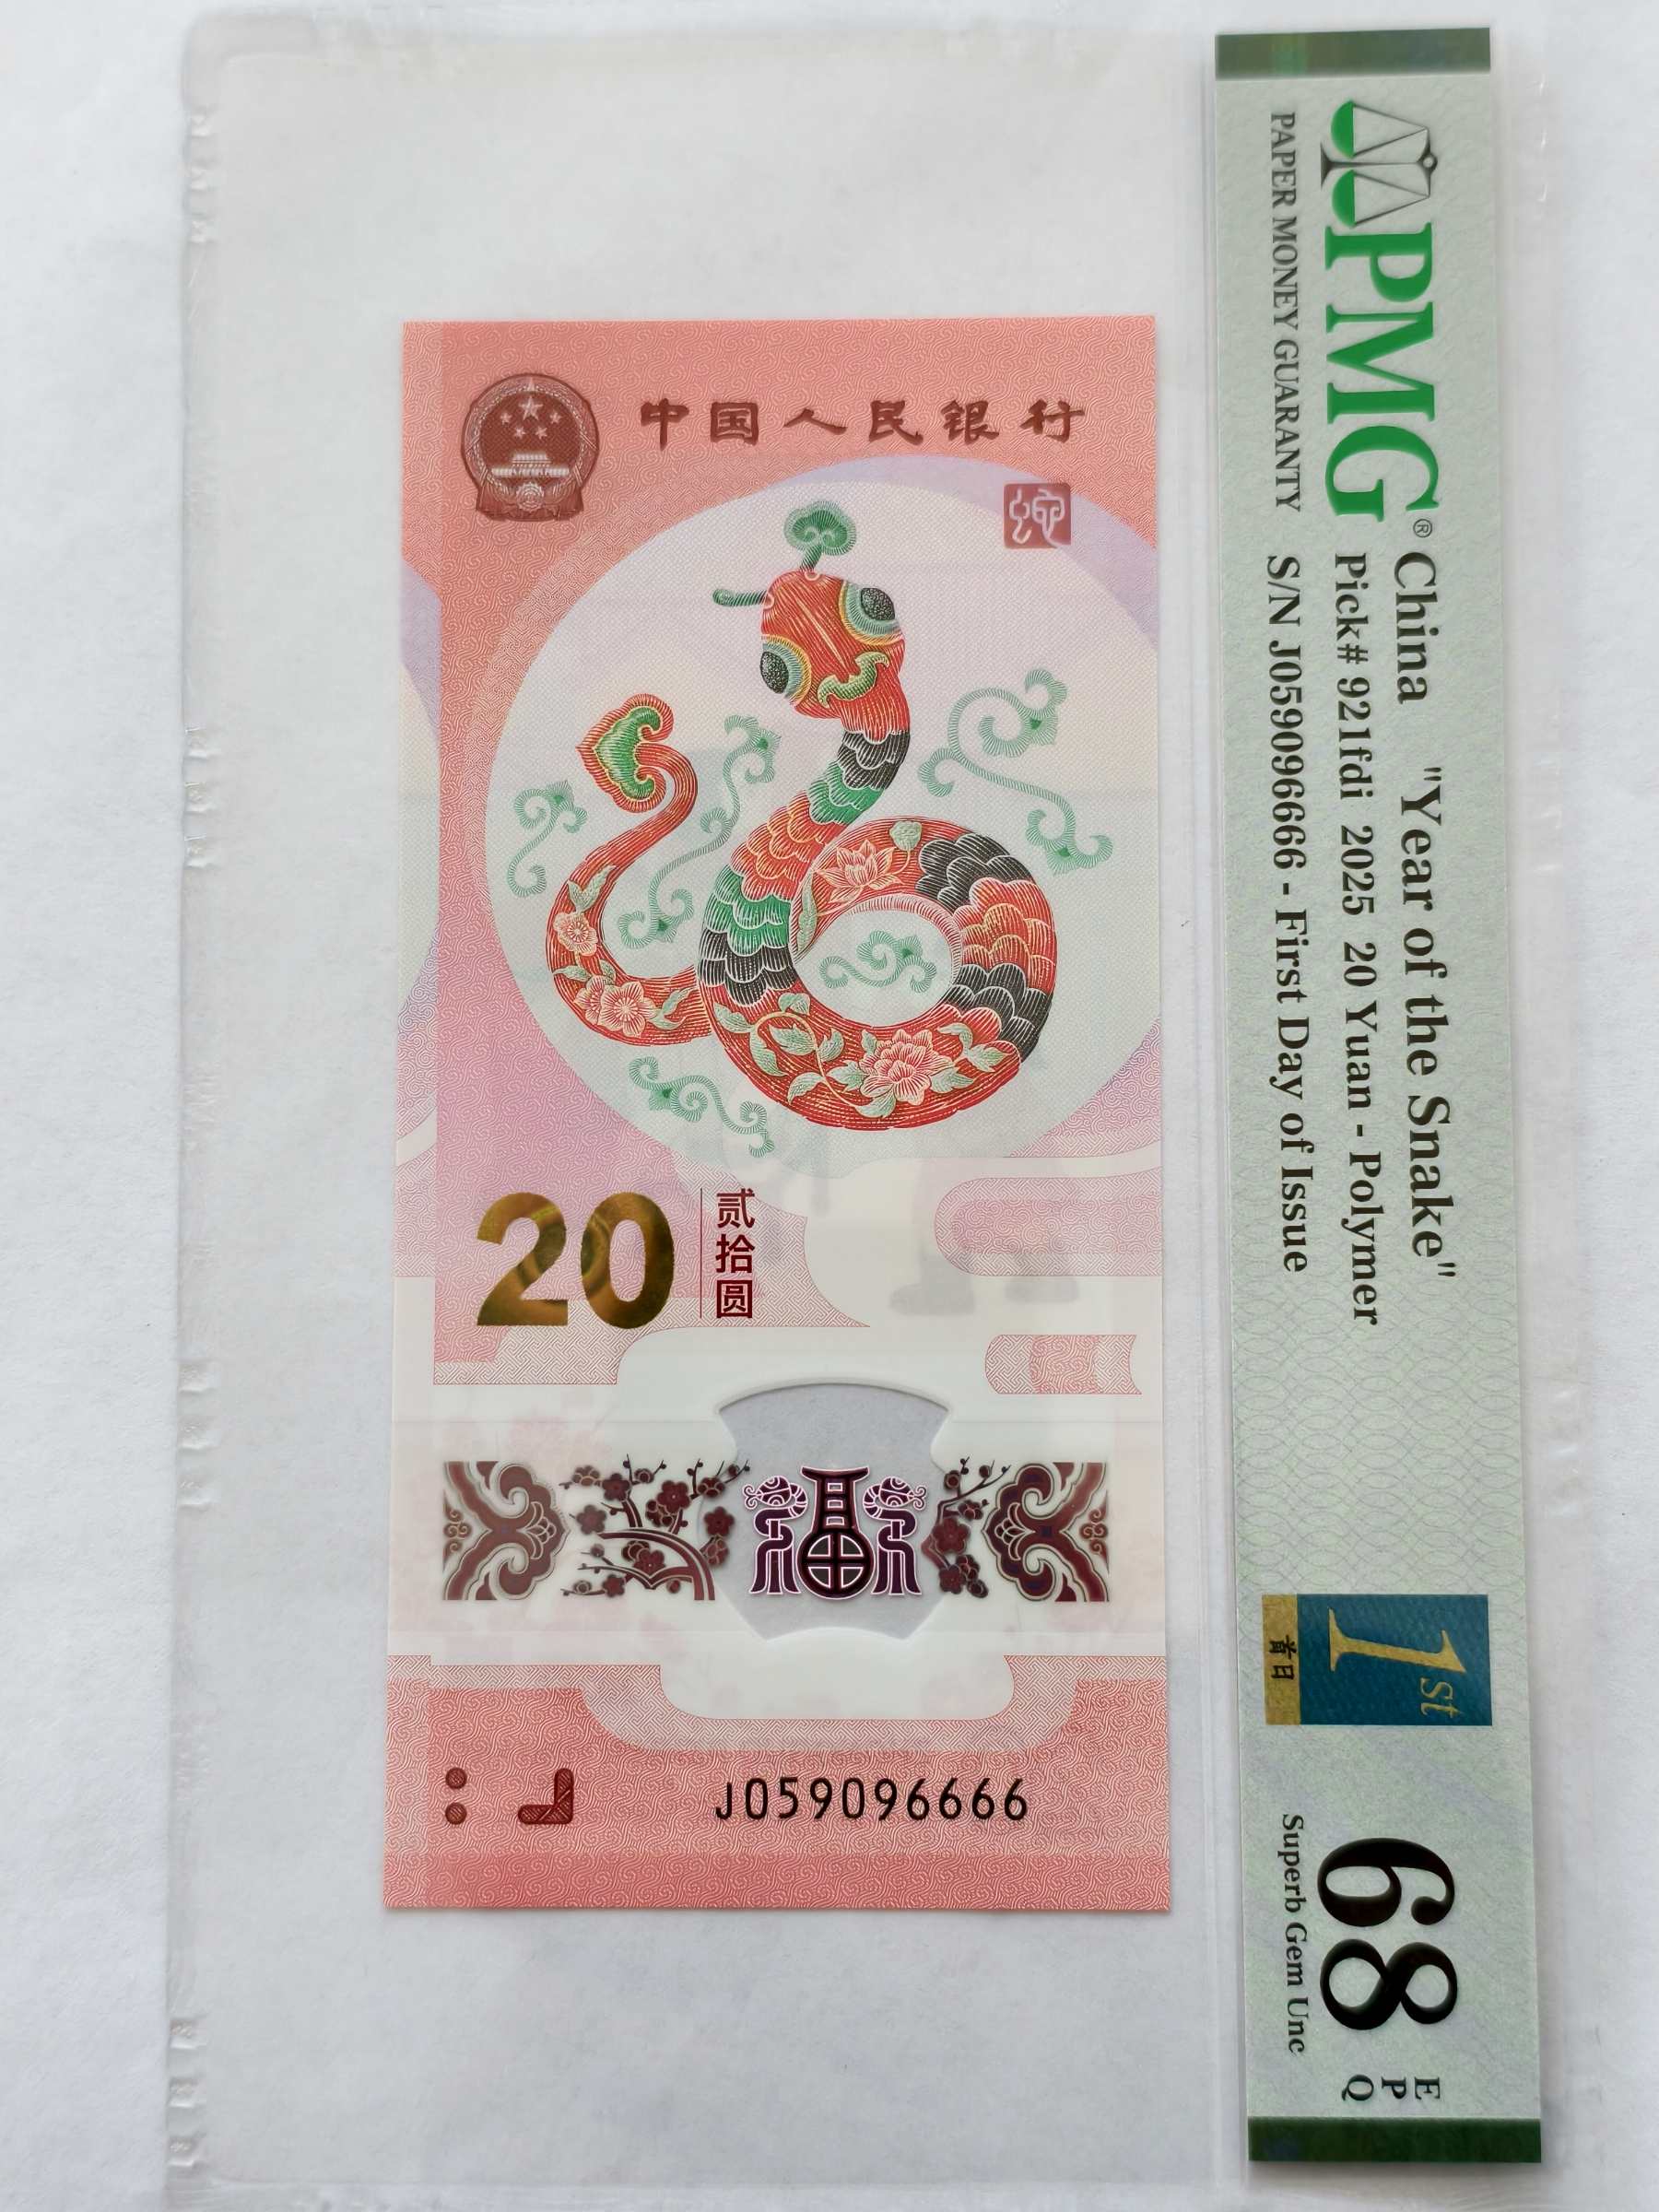 中国人民银行
蛇
20
贰
拾
圆
J059096666
PMG®
PAPER MONEY GUARANTY
China "Year of the Snake"
Pick# 921fdi 2025 20 Yuan - Polymer
S/N J059096666 - First Day of Issue
1st
首日
68
EPQ
Superb Gem Unc